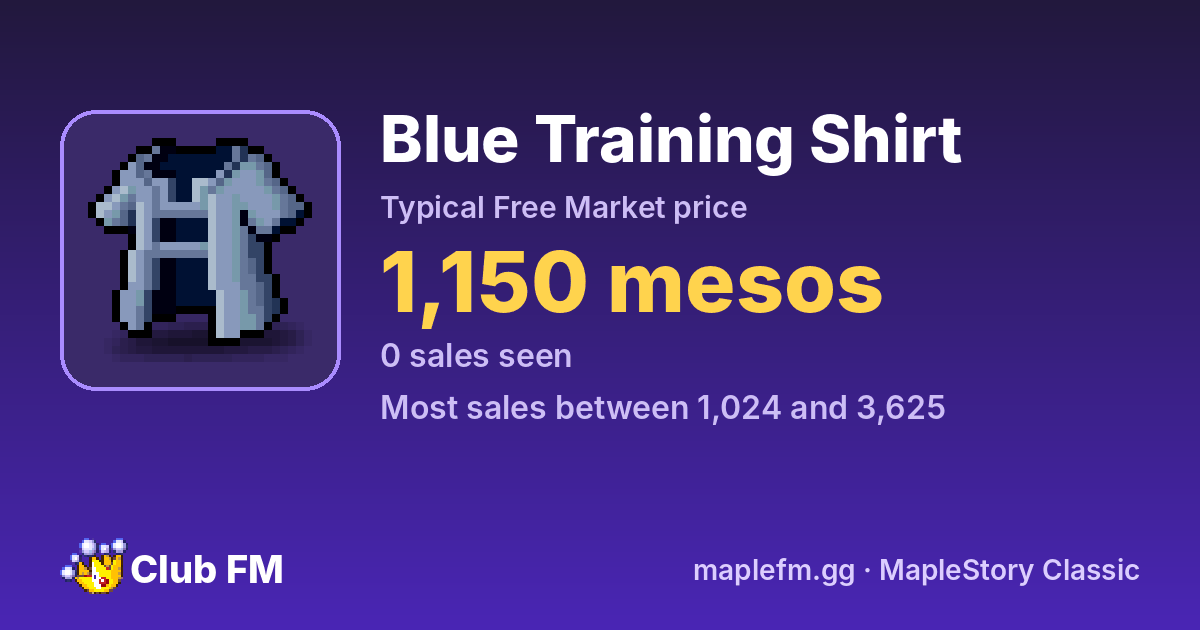 Blue Training Shirt
Typical Free Market price
1,150 mesos
0 sales seen
Most sales between 1,024 and 3,625
Club FM
maplefm.gg · MapleStory Classic